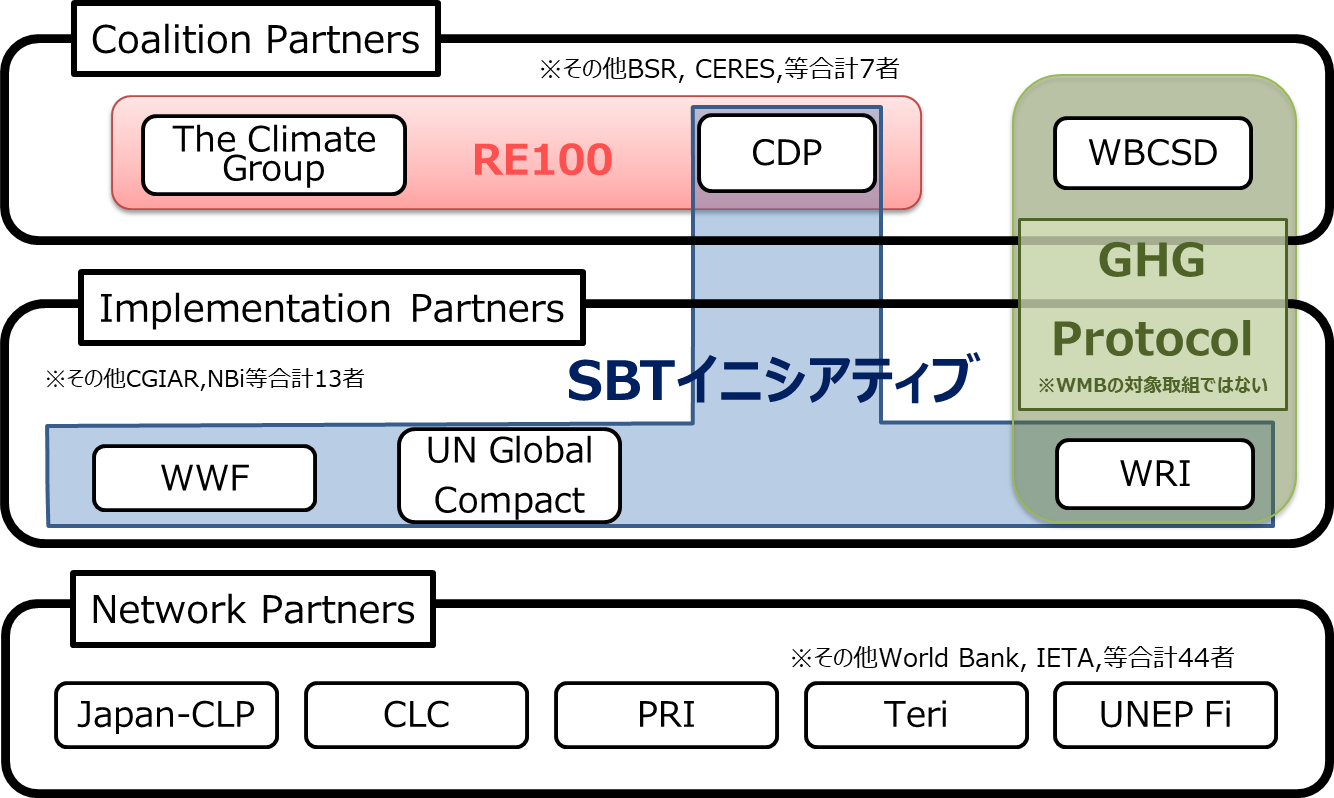 Coalition Partners
※その他BSR, CERES,等合計7者
The Climate
Group
RE100
CDP
WBCSD
GHG
Protocol
※WMBの対象取組ではない
Implementation Partners
※その他CGIAR,NBi等合計13者
SBTイニシアティブ
WWF
UN Global
Compact
WRI
Network Partners
※その他World Bank, IETA,等合計44者
Japan-CLP
CLC
PRI
Teri
UNEP Fi